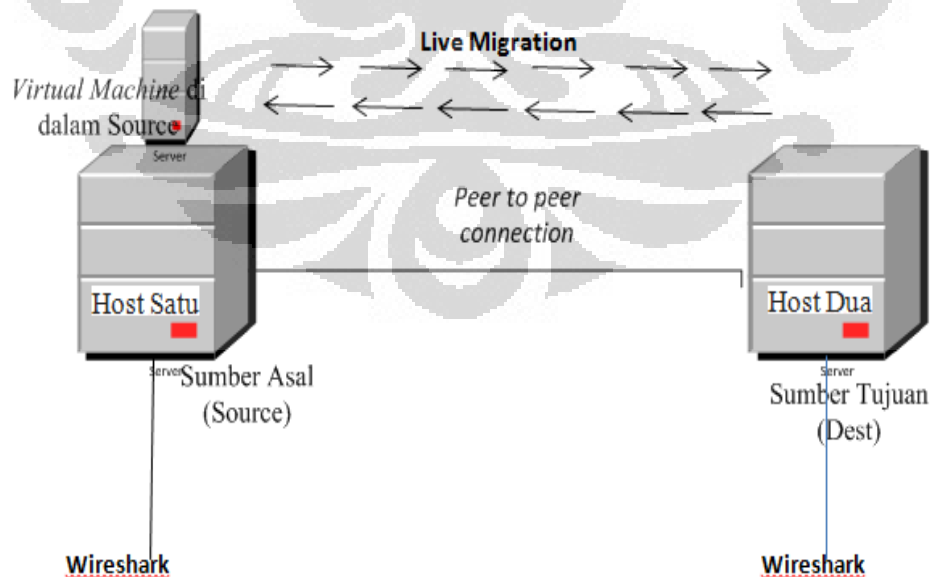 Live Migration
Virtual Machine di
dalam Source
Server
Peer to peer
connection
Host Satu
Host Dua
Server
Sumber Asal
(Source)
Server
Sumber Tujuan
(Dest)
Wireshark
Wireshark